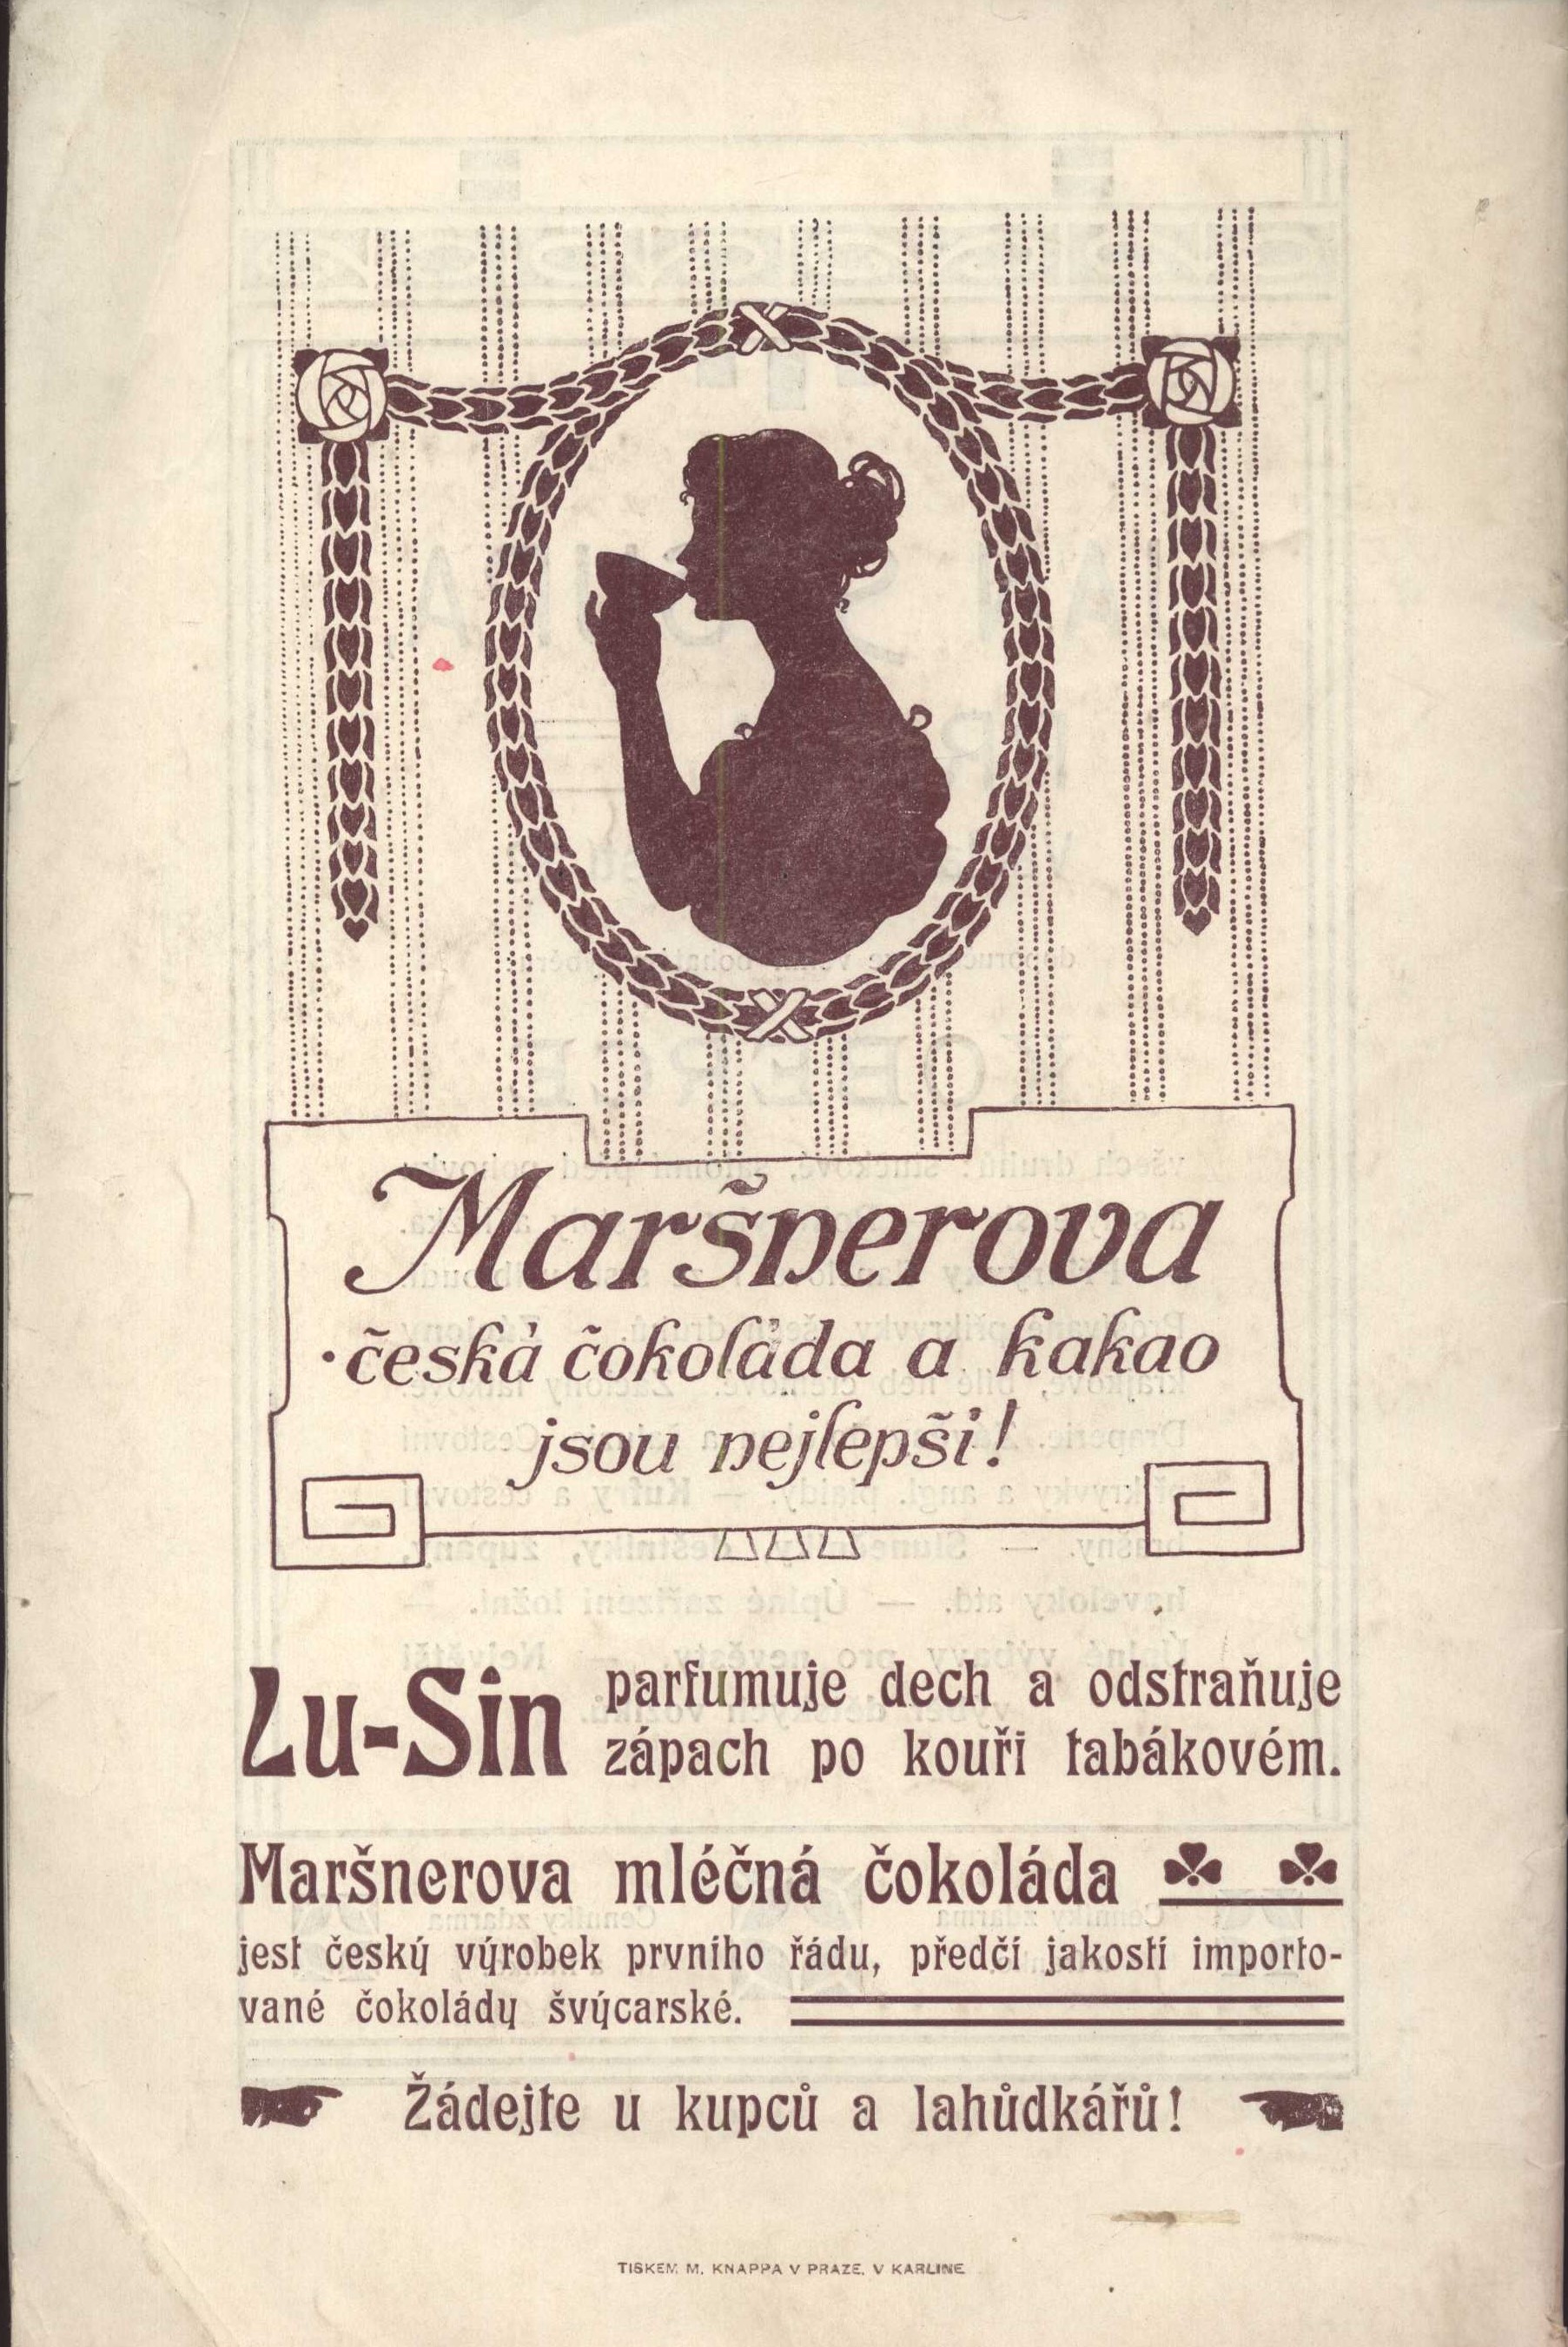 Maršnerova
česká čokoláda a kakao
jsou nejlepší!
Lu-Sin parfumuje dech a odstraňuje
zápach po kouři tabákovém.
Maršnerova mléčná čokoláda
jest český výrobek prvního řádu, předčí jakostí importo-
vané čokolády švýcarské.
Žádejte u kupců a lahůdkářů!
TISKEM M. KNAPPA V PRAZE, V KARLINE